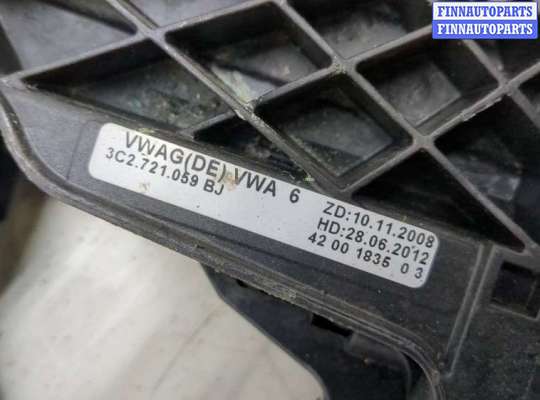 FINNAUTOPARTS
FINNAUTOPARTS
VWAG(DE) VWA 6
3C2.721.059 BJ
ZD:10.11.2008
HD:28.06.2012
42 00 1835 0 3